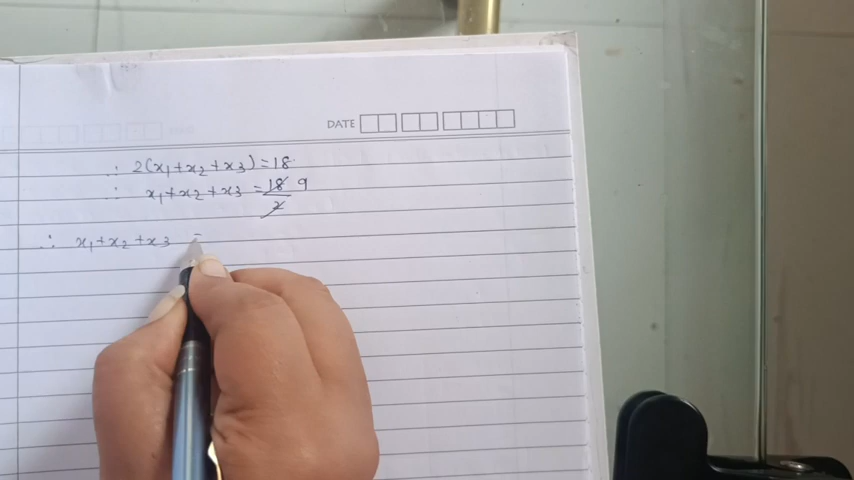 DATE
∴ 2(x₁+x₂+x₃)=18
∴ x₁+x₂+x₃ = 18/2 9
∴ x₁+x₂+x₃ =